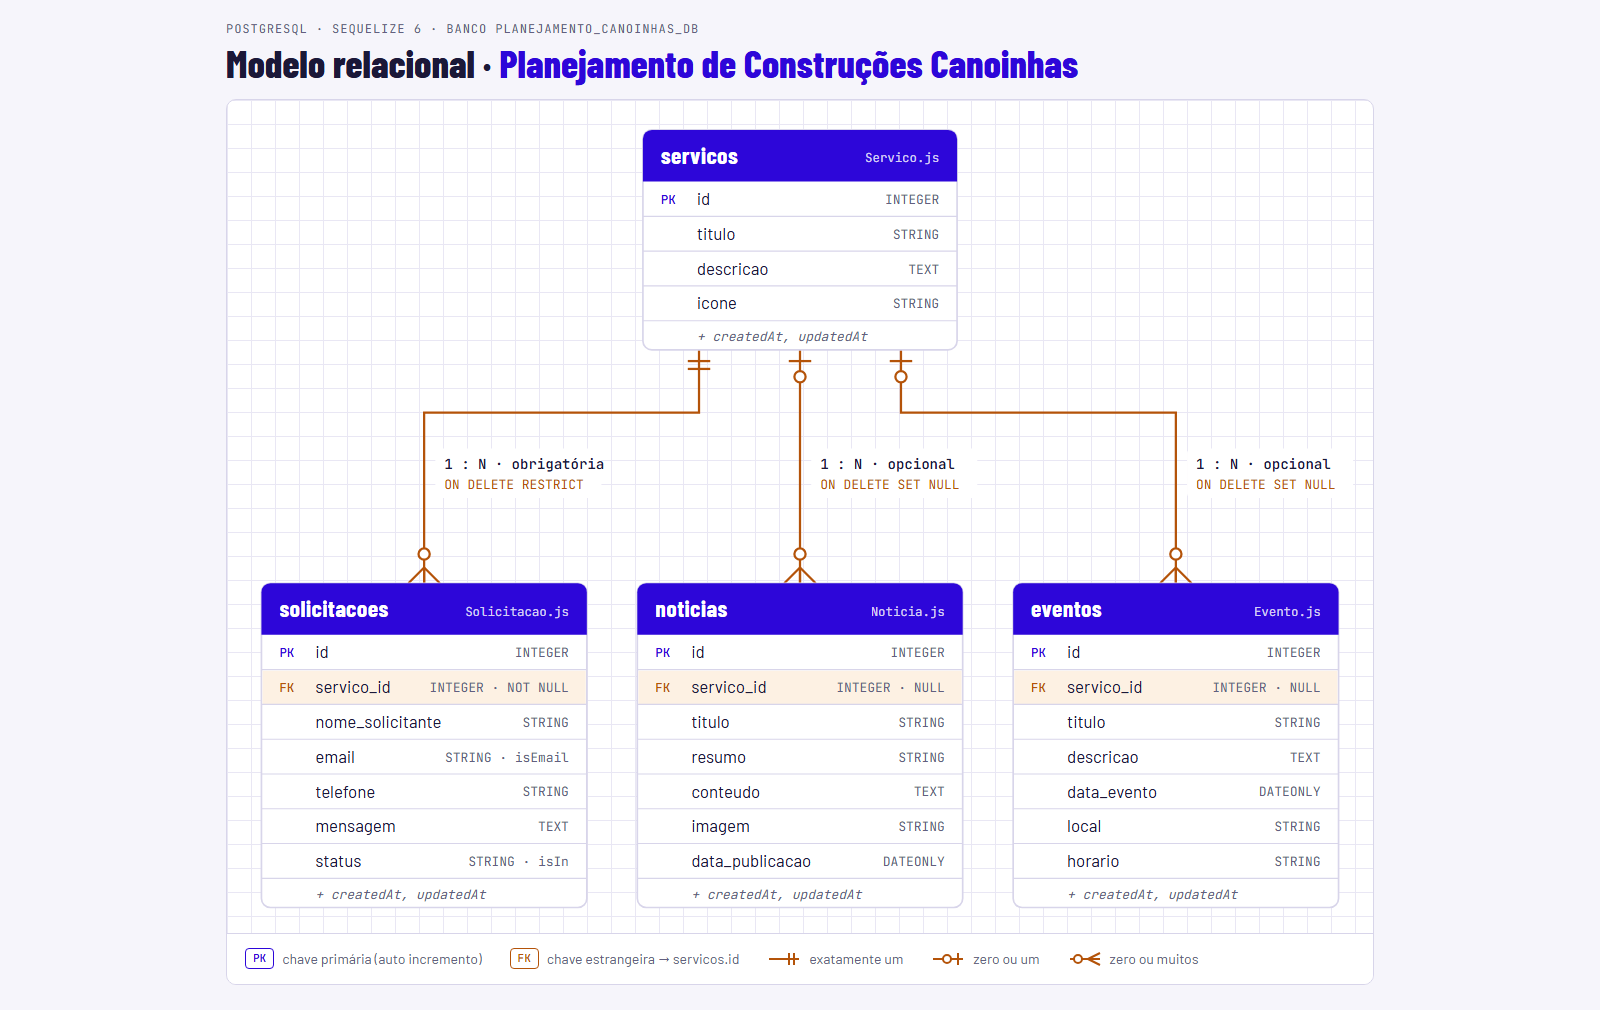 POSTGRESQL · SEQUELIZE 6 · BANCO PLANEJAMENTO_CANOINHAS_DB
Modelo relacional · Planejamento de Construções Canoinhas
servicos Servico.js
PK id INTEGER
titulo STRING
descricao TEXT
icone STRING
+ createdAt, updatedAt
1 : N · obrigatória
ON DELETE RESTRICT
1 : N · opcional
ON DELETE SET NULL
1 : N · opcional
ON DELETE SET NULL
solicitacoes Solicitacao.js
PK id INTEGER
FK servico_id INTEGER · NOT NULL
nome_solicitante STRING
email STRING · isEmail
telefone STRING
mensagem TEXT
status STRING · isIn
+ createdAt, updatedAt
noticias Noticia.js
PK id INTEGER
FK servico_id INTEGER · NULL
titulo STRING
resumo STRING
conteudo TEXT
imagem STRING
data_publicacao DATEONLY
+ createdAt, updatedAt
eventos Evento.js
PK id INTEGER
FK servico_id INTEGER · NULL
titulo STRING
descricao TEXT
data_evento DATEONLY
local STRING
horario STRING
+ createdAt, updatedAt
PK chave primária (auto incremento) FK chave estrangeira → servicos.id exatamente um zero ou um zero ou muitos